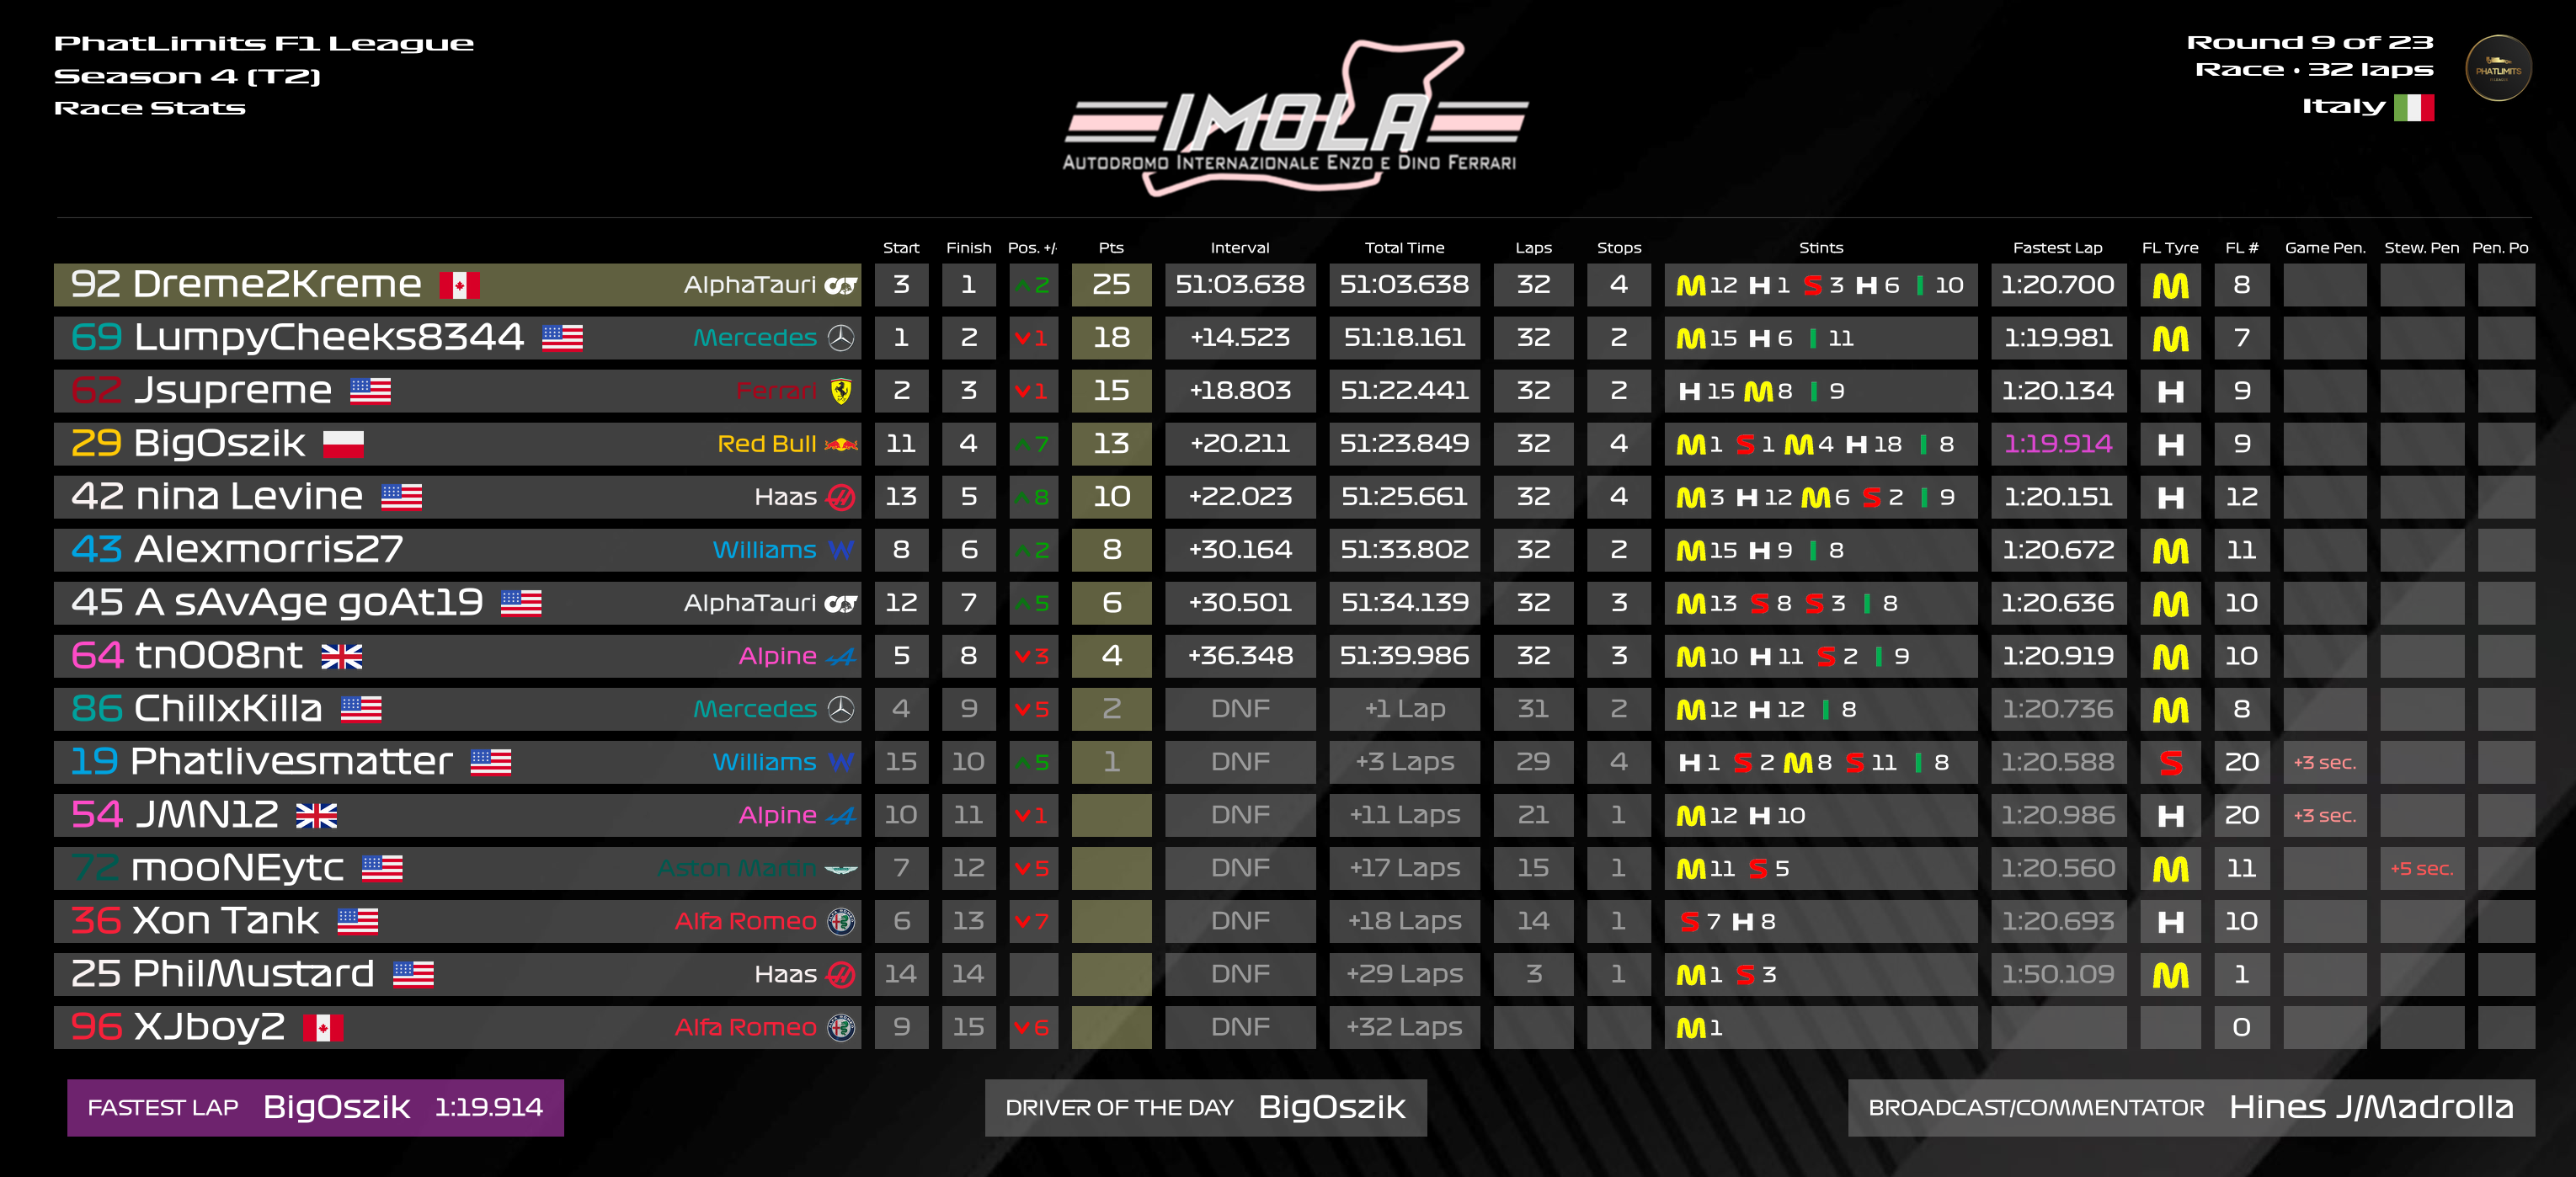 PhatLimits F1 League
Season 4 (T2)
Race Stats
IMOLA
AUTODROMO INTERNAZIONALE ENZO E DINO FERRARI
Round 9 of 23
Race • 32 laps
Italy
PHATLIMITS
Start Finish Pos. +/- Pts Interval Total Time Laps Stops Stints Fastest Lap FL Tyre FL # Game Pen. Stew. Pen Pen. Po
92 Dreme2Kreme AlphaTauri 3 1 2 25 51:03.638 51:03.638 32 4 M 12 H 1 S 3 H 6 I 10 1:20.700 M 8
69 LumpyCheeks8344 Mercedes 1 2 1 18 +14.523 51:18.161 32 2 M 15 H 6 I 11 1:19.981 M 7
62 Jsupreme Ferrari 2 3 1 15 +18.803 51:22.441 32 2 H 15 M 8 I 9 1:20.134 H 9
29 BigOszik Red Bull 11 4 7 13 +20.211 51:23.849 32 4 M 1 S 1 M 4 H 18 I 8 1:19.914 H 9
42 nina Levine Haas 13 5 8 10 +22.023 51:25.661 32 4 M 3 H 12 M 6 S 2 I 9 1:20.151 H 12
43 Alexmorris27 Williams 8 6 2 8 +30.164 51:33.802 32 2 M 15 H 9 I 8 1:20.672 M 11
45 A sAvAge goAt19 AlphaTauri 12 7 5 6 +30.501 51:34.139 32 3 M 13 S 8 S 3 I 8 1:20.636 M 10
64 tn008nt Alpine 5 8 3 4 +36.348 51:39.986 32 3 M 10 H 11 S 2 I 9 1:20.919 M 10
86 ChillxKilla Mercedes 4 9 5 2 DNF +1 Lap 31 2 M 12 H 12 I 8 1:20.736 M 8
19 Phatlivesmatter Williams 15 10 5 1 DNF +3 Laps 29 4 H 1 S 2 M 8 S 11 I 8 1:20.588 S 20 +3 sec.
54 JMN12 Alpine 10 11 1 DNF +11 Laps 21 1 M 12 H 10 1:20.986 H 20 +3 sec.
72 mooNEytc Aston Martin 7 12 5 DNF +17 Laps 15 1 M 11 S 5 1:20.560 M 11 +5 sec.
36 Xon Tank Alfa Romeo 6 13 7 DNF +18 Laps 14 1 S 7 H 8 1:20.693 H 10
25 PhilMustard Haas 14 14 DNF +29 Laps 3 1 M 1 S 3 1:50.109 M 1
96 XJboy2 Alfa Romeo 9 15 6 DNF +32 Laps M 1 0
FASTEST LAP BigOszik 1:19.914
DRIVER OF THE DAY BigOszik
BROADCAST/COMMENTATOR Hines J/Madrolla